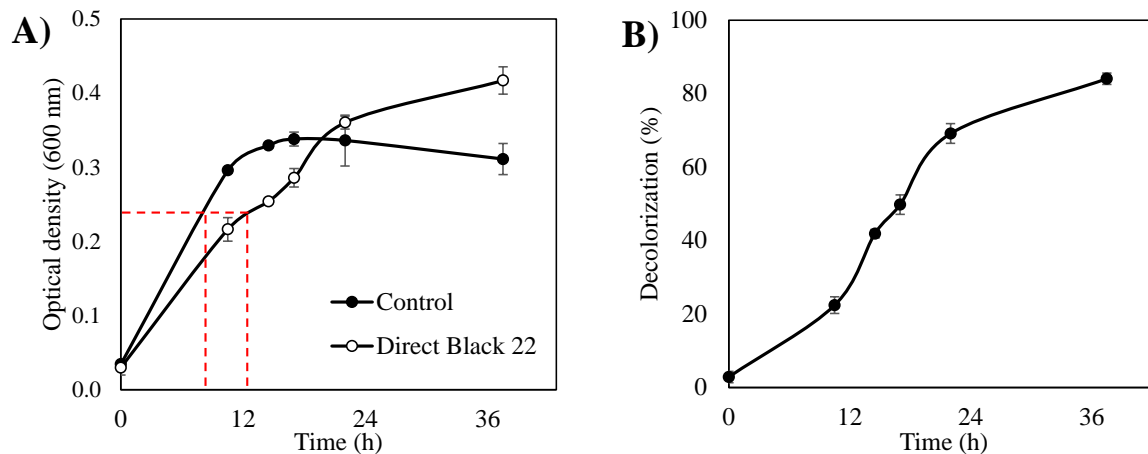 A)
Optical density (600 nm)
0.5
0.4
0.3
0.2
0.1
0.0
Control
Direct Black 22
0 12 24 36
Time (h)
B)
Decolorization (%)
100
80
60
40
20
0
0 12 24 36
Time (h)